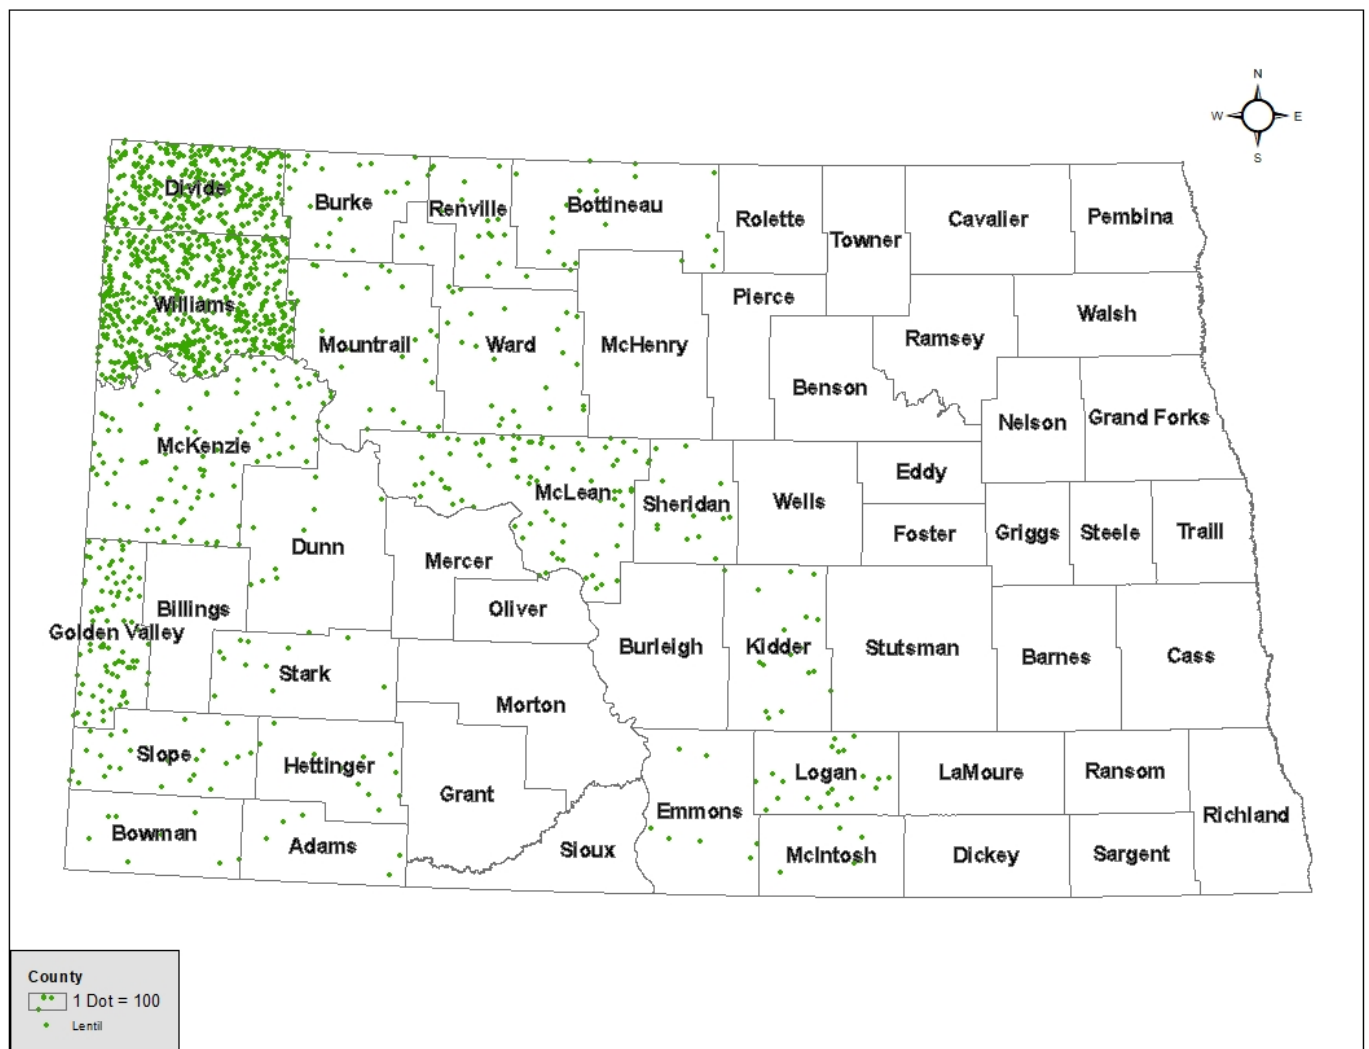 N
W E
S
Divide
Burke
Renville
Bottineau
Rolette
Towner
Cavalier
Pembina
Williams
Mountrail
Ward
McHenry
Pierce
Benson
Ramsey
Walsh
McKenzie
Nelson
Grand Forks
McLean
Sheridan
Wells
Eddy
Foster
Griggs
Steele
Traill
Dunn
Mercer
Oliver
Golden Valley
Billings
Stark
Morton
Burleigh
Kidder
Stutsman
Barnes
Cass
Slope
Hettinger
Grant
Emmons
Logan
LaMoure
Ransom
Richland
Bowman
Adams
Sioux
McIntosh
Dickey
Sargent
County
1 Dot = 100
Lentil